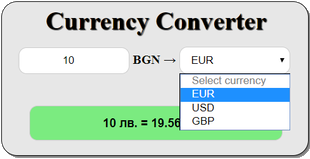 Currency Converter
10 BGN → EUR
Select currency
EUR
USD
GBP
10 лв. = 19.56